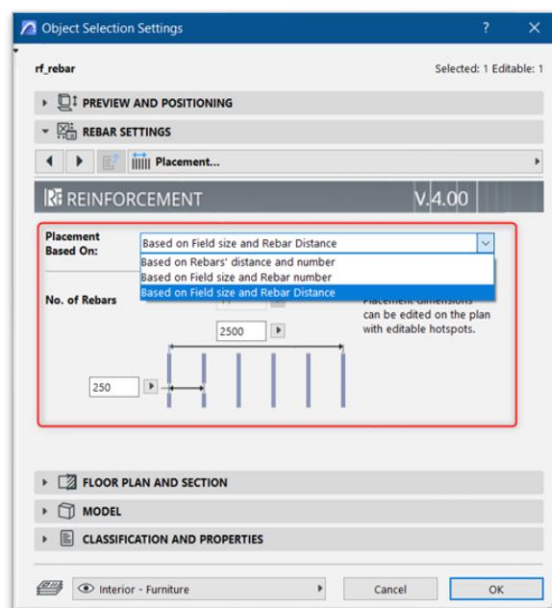 Object Selection Settings
rf_rebar
Selected: 1 Editable: 1
PREVIEW AND POSITIONING
REBAR SETTINGS
Placement...
REINFORCEMENT
V.4.00
Placement
Based On:
Based on Field size and Rebar Distance
Based on Rebars' distance and number
Based on Field size and Rebar number
Based on Field size and Rebar Distance
No. of Rebars
Placement dimensions
can be edited on the plan
with editable hotspots.
2500
250
FLOOR PLAN AND SECTION
MODEL
CLASSIFICATION AND PROPERTIES
Interior - Furniture
Cancel
OK